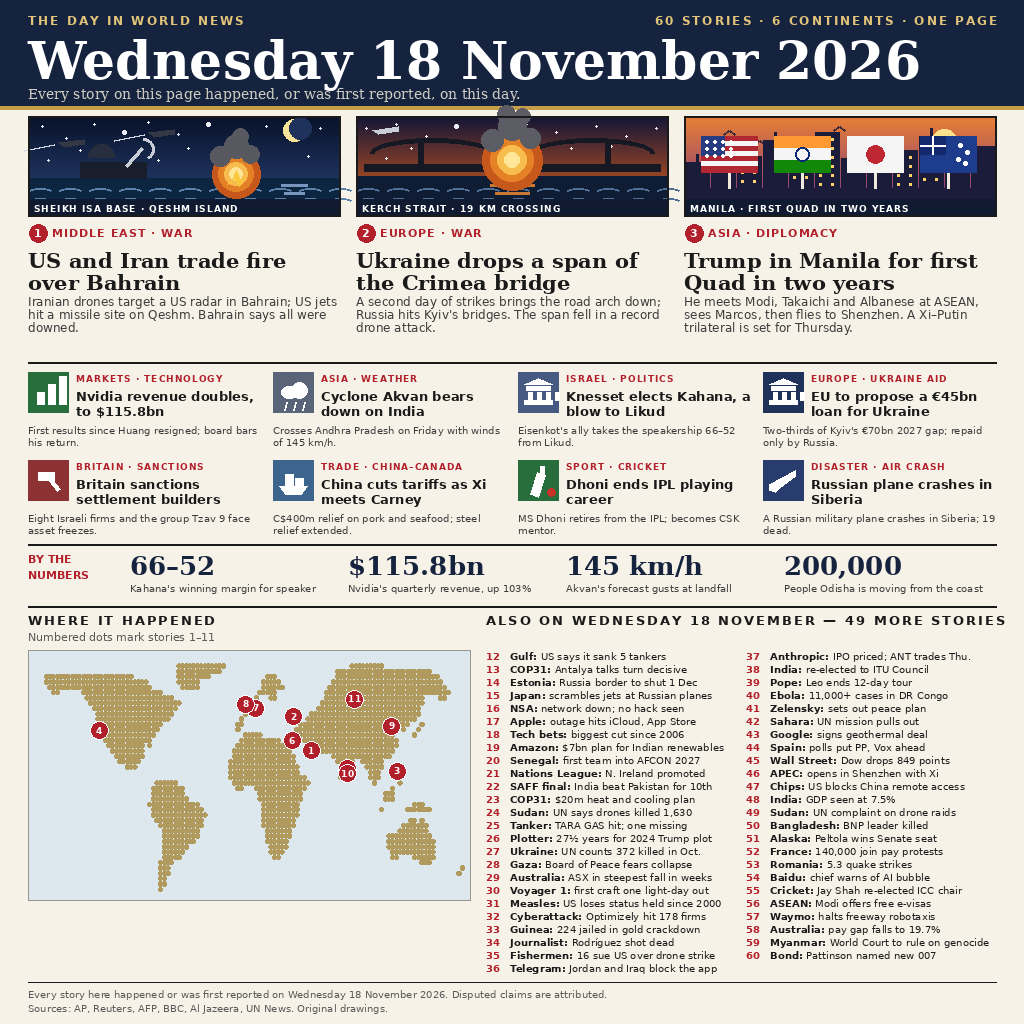 THE DAY IN WORLD NEWS
60 STORIES · 6 CONTINENTS · ONE PAGE
Wednesday 18 November 2026
Every story on this page happened, or was first reported, on this day.
SHEIKH ISA BASE · QESHM ISLAND
1 MIDDLE EAST · WAR
US and Iran trade fire
over Bahrain
Iranian drones target a US radar in Bahrain; US jets
hit a missile site on Qeshm. Bahrain says all were
downed.
KERCH STRAIT · 19 KM CROSSING
2 EUROPE · WAR
Ukraine drops a span of
the Crimea bridge
A second day of strikes brings the road arch down;
Russia hits Kyiv's bridges. The span fell in a record
drone attack.
MANILA · FIRST QUAD IN TWO YEARS
3 ASIA · DIPLOMACY
Trump in Manila for first
Quad in two years
He meets Modi, Takaichi and Albanese at ASEAN,
sees Marcos, then flies to Shenzhen. A Xi–Putin
trilateral is set for Thursday.
MARKETS · TECHNOLOGY
Nvidia revenue doubles,
to $115.8bn
First results since Huang resigned; board bars
his return.
ASIA · WEATHER
Cyclone Akvan bears
down on India
Crosses Andhra Pradesh on Friday with winds
of 145 km/h.
ISRAEL · POLITICS
Knesset elects Kahana, a
blow to Likud
Eisenkot's ally takes the speakership 66–52
from Likud.
EUROPE · UKRAINE AID
EU to propose a €45bn
loan for Ukraine
Two-thirds of Kyiv's €70bn 2027 gap; repaid
only by Russia.
BRITAIN · SANCTIONS
Britain sanctions
settlement builders
Eight Israeli firms and the group Tzav 9 face
asset freezes.
TRADE · CHINA–CANADA
China cuts tariffs as Xi
meets Carney
C$400m relief on pork and seafood; steel
relief extended.
SPORT · CRICKET
Dhoni ends IPL playing
career
MS Dhoni retires from the IPL; becomes CSK
mentor.
DISASTER · AIR CRASH
Russian plane crashes in
Siberia
A Russian military plane crashes in Siberia; 19
dead.
BY THE
NUMBERS
66–52
Kahana's winning margin for speaker
$115.8bn
Nvidia's quarterly revenue, up 103%
145 km/h
Akvan's forecast gusts at landfall
200,000
People Odisha is moving from the coast
WHERE IT HAPPENED
Numbered dots mark stories 1–11
11
8
7
2
9
4
6
1
3
10
ALSO ON WEDNESDAY 18 NOVEMBER — 49 MORE STORIES
12 Gulf: US says it sank 5 tankers
13 COP31: Antalya talks turn decisive
14 Estonia: Russia border to shut 1 Dec
15 Japan: scrambles jets at Russian planes
16 NSA: network down; no hack seen
17 Apple: outage hits iCloud, App Store
18 Tech bets: biggest cut since 2006
19 Amazon: $7bn plan for Indian renewables
20 Senegal: first team into AFCON 2027
21 Nations League: N. Ireland promoted
22 SAFF final: India beat Pakistan for 10th
23 COP31: $20m heat and cooling plan
24 Sudan: UN says drones killed 1,630
25 Tanker: TARA GAS hit; one missing
26 Plotter: 27½ years for 2024 Trump plot
27 Ukraine: UN counts 372 killed in Oct.
28 Gaza: Board of Peace fears collapse
29 Australia: ASX in steepest fall in weeks
30 Voyager 1: first craft one light-day out
31 Measles: US loses status held since 2000
32 Cyberattack: Optimizely hit 178 firms
33 Guinea: 224 jailed in gold crackdown
34 Journalist: Rodríguez shot dead
35 Fishermen: 16 sue US over drone strike
36 Telegram: Jordan and Iraq block the app
37 Anthropic: IPO priced; ANT trades Thu.
38 India: re-elected to ITU Council
39 Pope: Leo ends 12-day tour
40 Ebola: 11,000+ cases in DR Congo
41 Zelensky: sets out peace plan
42 Sahara: UN mission pulls out
43 Google: signs geothermal deal
44 Spain: polls put PP, Vox ahead
45 Wall Street: Dow drops 849 points
46 APEC: opens in Shenzhen with Xi
47 Chips: US blocks China remote access
48 India: GDP seen at 7.5%
49 Sudan: UN complaint on drone raids
50 Bangladesh: BNP leader killed
51 Alaska: Peltola wins Senate seat
52 France: 140,000 join pay protests
53 Romania: 5.3 quake strikes
54 Baidu: chief warns of AI bubble
55 Cricket: Jay Shah re-elected ICC chair
56 ASEAN: Modi offers free e-visas
57 Waymo: halts freeway robotaxis
58 Australia: pay gap falls to 19.7%
59 Myanmar: World Court to rule on genocide
60 Bond: Pattinson named new 007
Every story here happened or was first reported on Wednesday 18 November 2026. Disputed claims are attributed.
Sources: AP, Reuters, AFP, BBC, Al Jazeera, UN News. Original drawings.